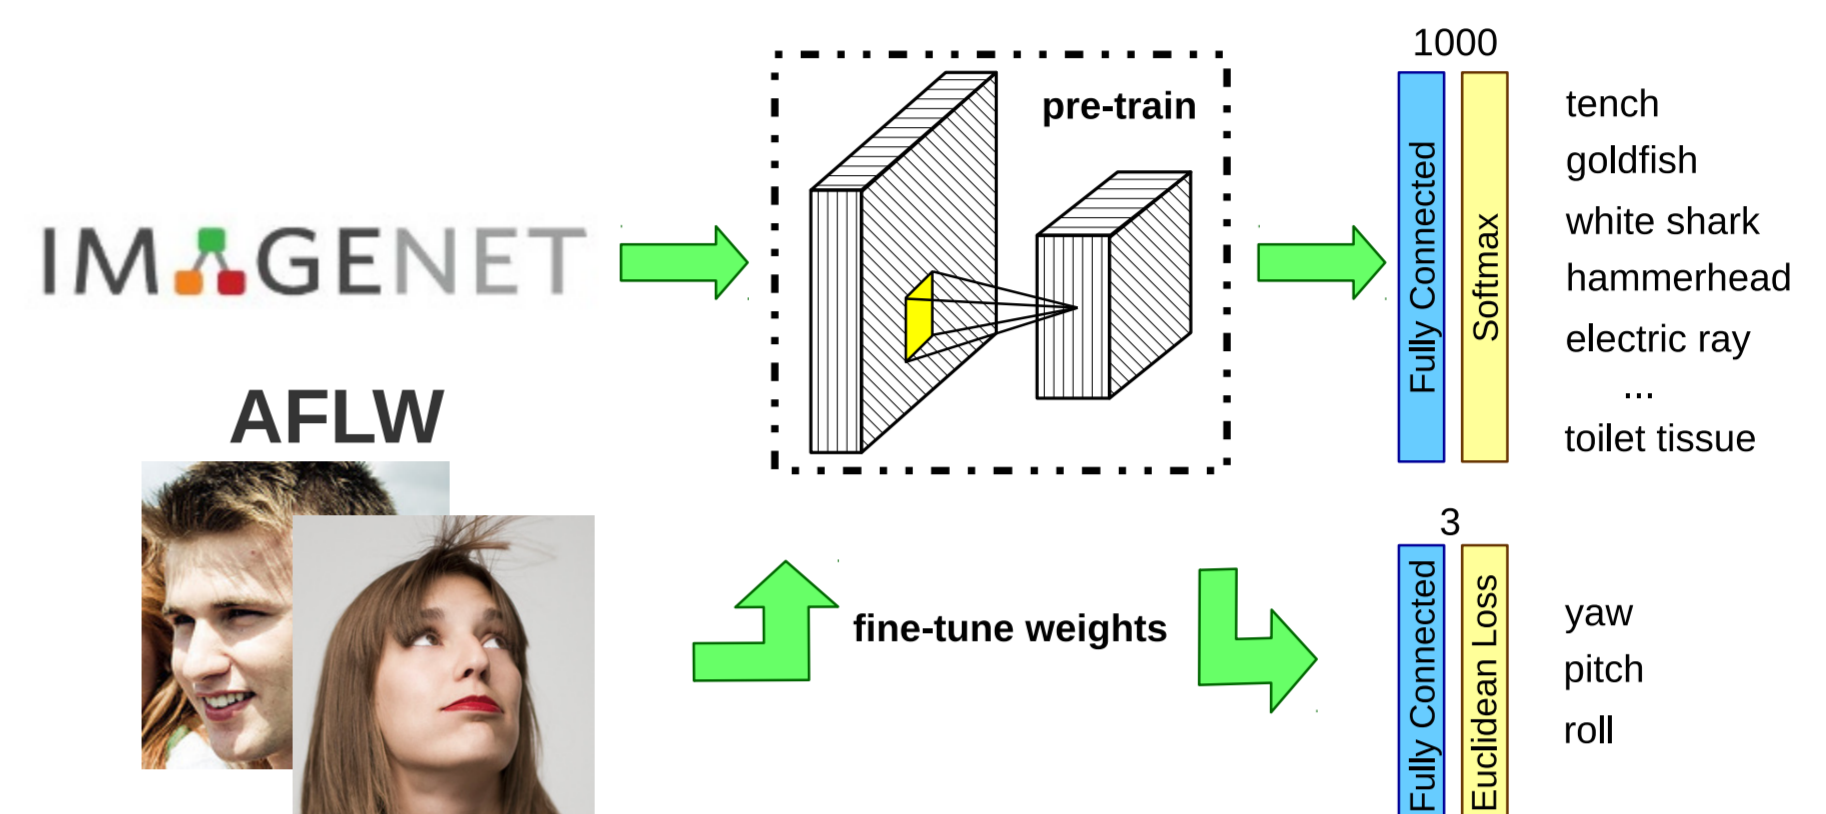 IMAGENET
AFLW
pre-train
fine-tune weights
1000
Fully Connected
Softmax
tench
goldfish
white shark
hammerhead
electric ray
...
toilet tissue
3
Fully Connected
Euclidean Loss
yaw
pitch
roll